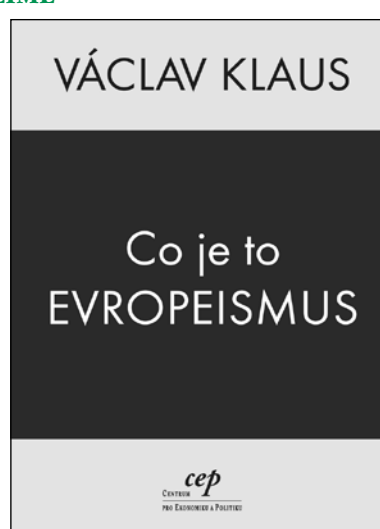 VÁCLAV KLAUS
Co je to
EVROPEISMUS
cep
CENTRUM
PRO EKONOMIKU A POLITIKU